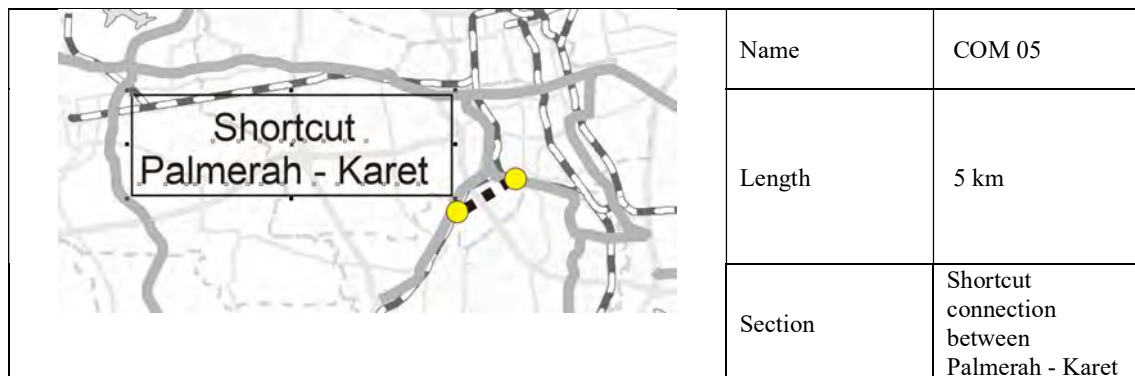 Shortcut
Palmerah - Karet
Name
COM 05
Length
5 km
Section
Shortcut
connection
between
Palmerah - Karet